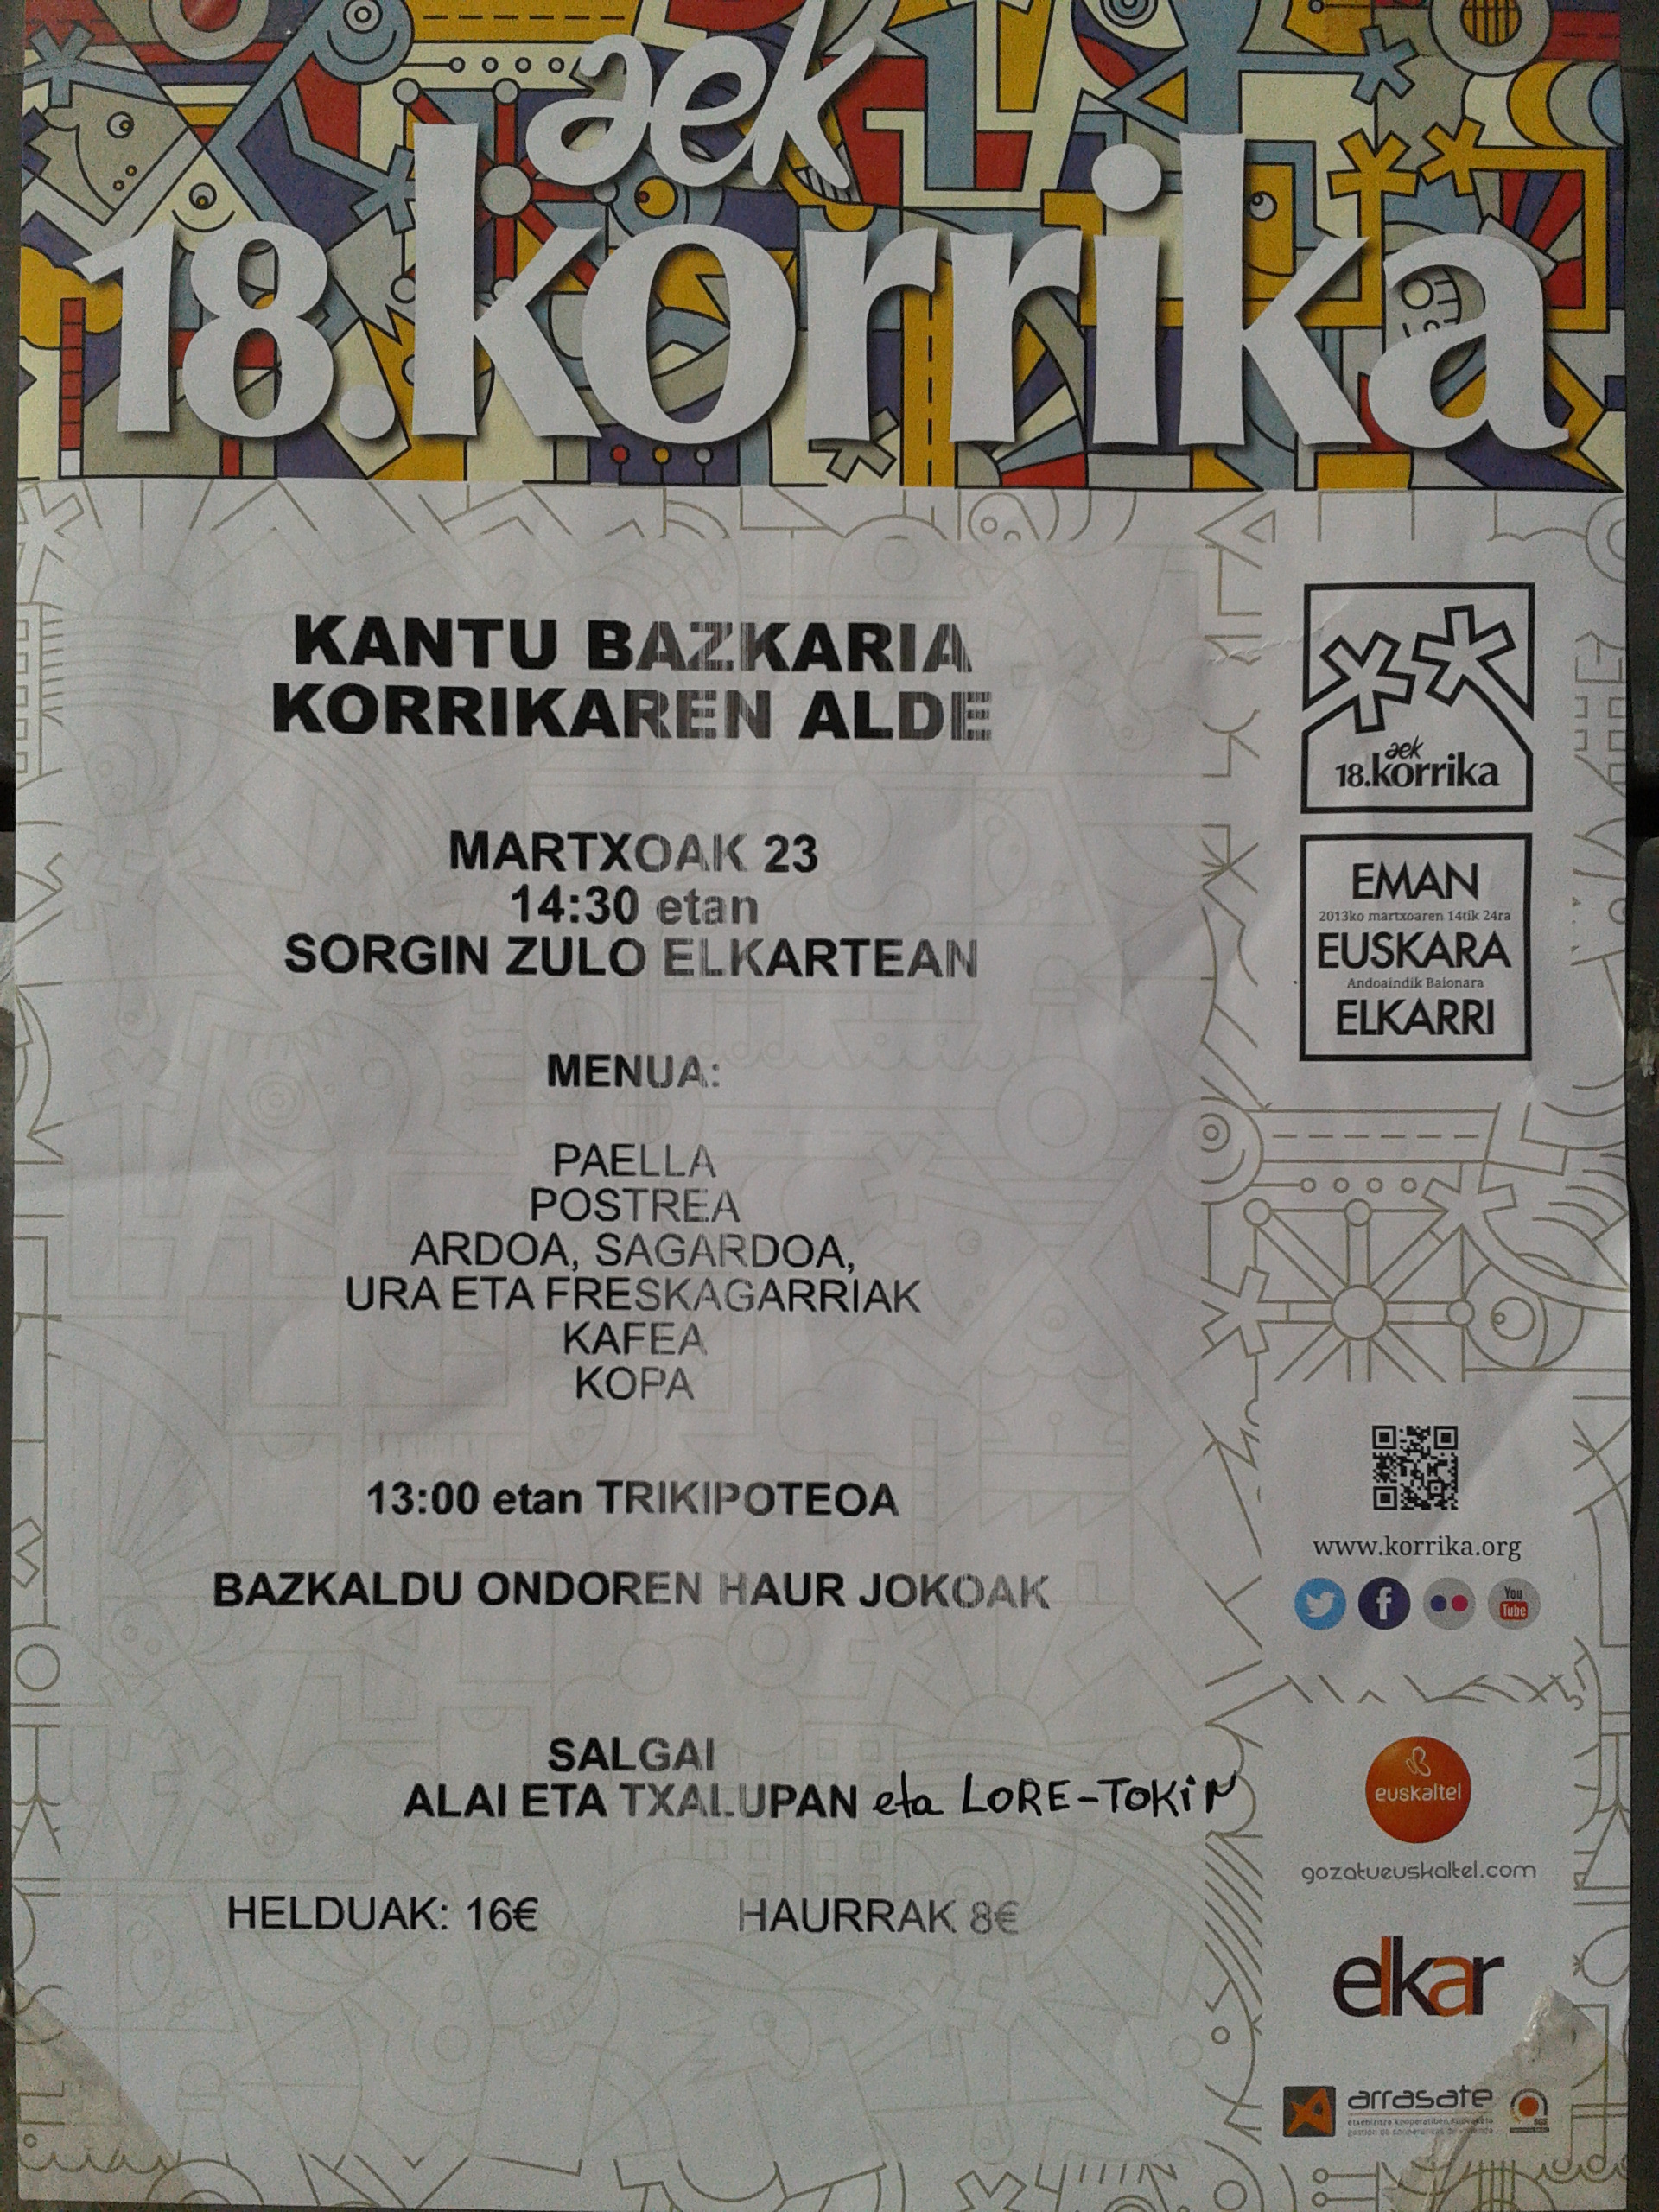 aek
18.korrika
KANTU BAZKARIA
KORRIKAREN ALDE
MARTXOAK 23
14:30 etan
SORGIN ZULO ELKARTEAN
MENUA:
PAELLA
POSTREA
ARDOA, SAGARDOA,
URA ETA FRESKAGARRIAK
KAFEA
KOPA
13:00 etan TRIKIPOTEOA
BAZKALDU ONDOREN HAUR JOKOAK
SALGAI
ALAI ETA TXALUPAN eta LORE-TOKiN
HELDUAK: 16€ HAURRAK 8€
aek
18.korrika
EMAN
2013ko martxoaren 14tik 24ra
EUSKARA
Andoaindik Baionara
ELKARRI
www.korrika.org
You
Tube
euskaltel
gozatueuskaltel.com
elkar
arrasate